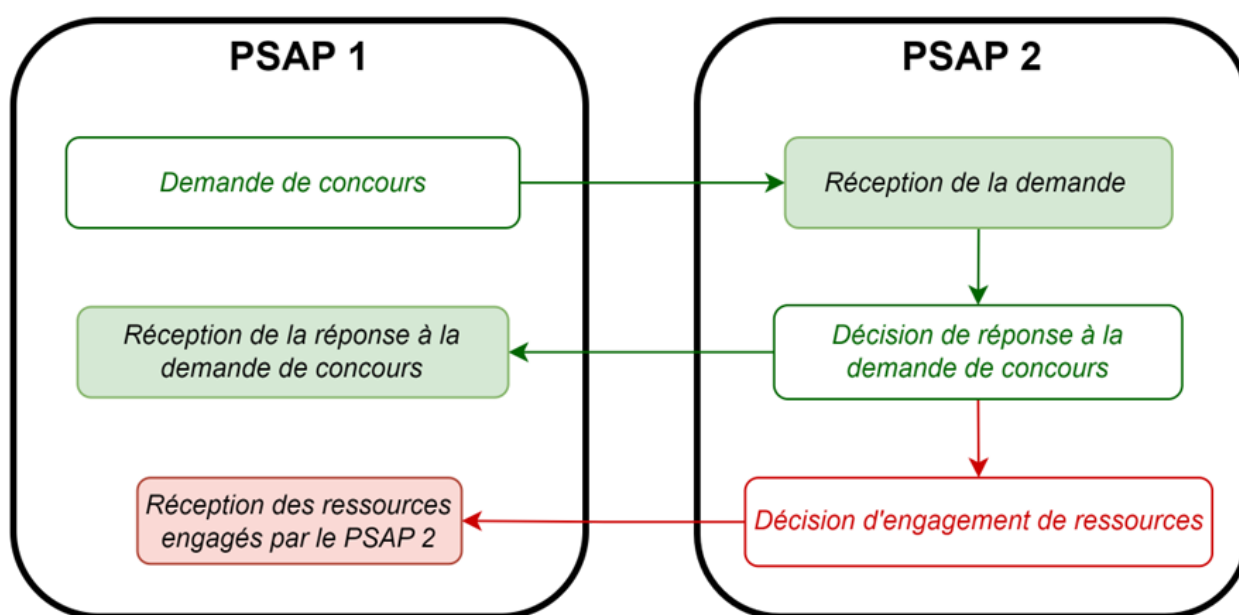 PSAP 1
PSAP 2
Demande de concours
Réception de la demande
Réception de la réponse à la
demande de concours
Décision de réponse à la
demande de concours
Réception des ressources
engagés par le PSAP 2
Décision d'engagement de ressources